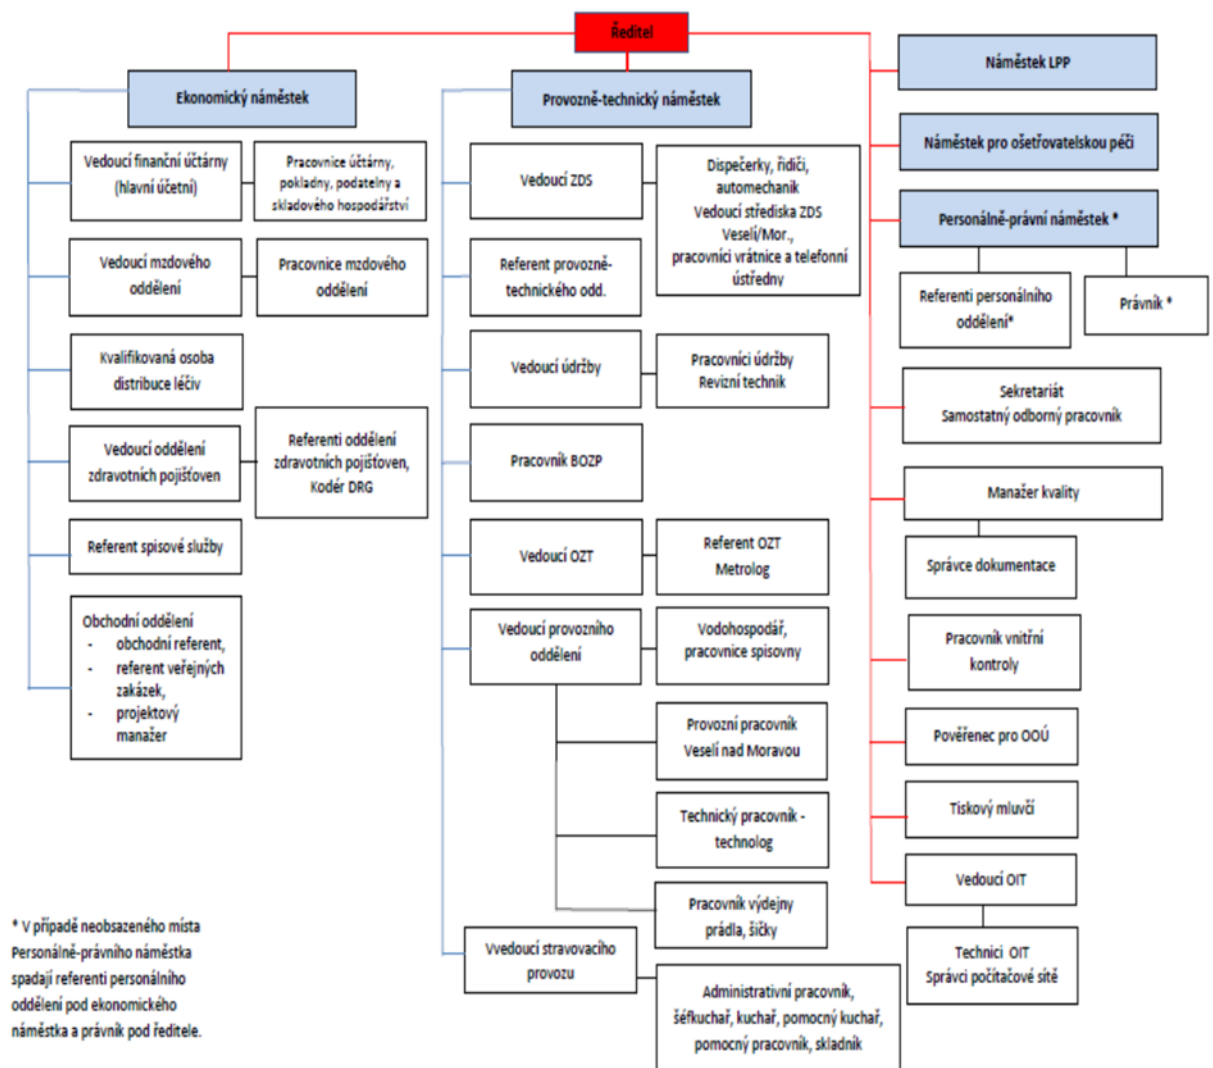 Ředitel
Ekonomický náměstek
Provozně-technický náměstek
Náměstek LPP
Náměstek pro ošetřovatelskou péči
Personálně-právní náměstek *
Referenti personálního
oddělení*
Právník *
Vedoucí finanční účtárny
(hlavní účetní)
Pracovnice účtárny,
pokladny, podatelny a
skladového hospodářství
Vedoucí mzdového
oddělení
Pracovnice mzdového
oddělení
Kvalifikovaná osoba
distribuce léčiv
Vedoucí oddělení
zdravotních pojišťoven
Referenti oddělení
zdravotních pojišťoven,
Kodér DRG
Referent spisové služby
Obchodní oddělení
- obchodní referent,
- referent veřejných
zakázek,
- projektový
manažer
Vedoucí ZDS
Dispečerky, řidiči,
automechanik
Vedoucí střediska ZDS
Veselí/Mor.,
pracovníci vrátnice a telefonní
ústředny
Referent provozně-
technického odd.
Vedoucí údržby
Pracovníci údržby
Revizní technik
Pracovník BOZP
Vedoucí OZT
Referent OZT
Metrolog
Vedoucí provozního
oddělení
Vodohospodář,
pracovnice spisovny
Provozní pracovník
Veselí nad Moravou
Technický pracovník -
technolog
Pracovník výdejny
prádla, šičky
Vvedoucí stravovacího
provozu
Administrativní pracovník,
šéfkuchař, kuchař, pomocný kuchař,
pomocný pracovník, skladník
Sekretariát
Samostatný odborný pracovník
Manažer kvality
Správce dokumentace
Pracovník vnitřní
kontroly
Pověřenec pro OOÚ
Tiskový mluvčí
Vedoucí OIT
Technici OIT
Správci počítačové sítě
* V případě neobsazeného místa
Personálně-právního náměstka
spadají referenti personálního
oddělení pod ekonomického
náměstka a právník pod ředitele.